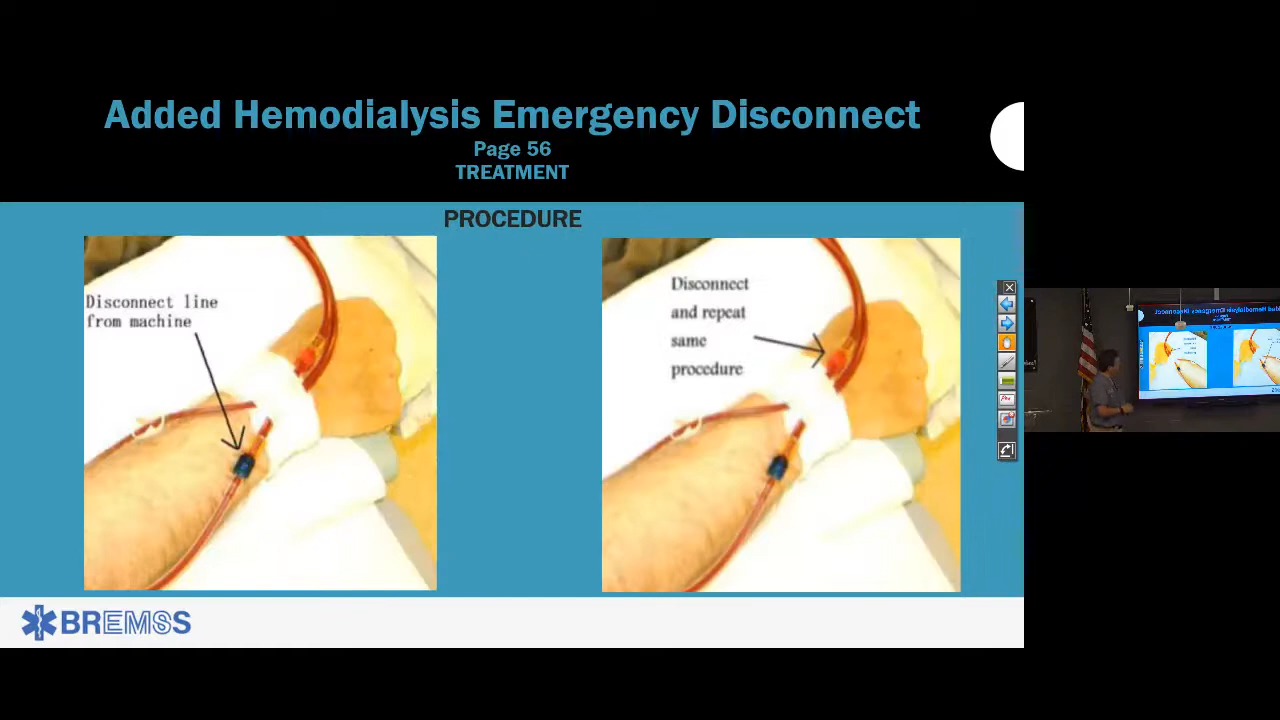 Added Hemodialysis Emergency Disconnect
Page 56
TREATMENT
PROCEDURE
Disconnect line
from machine
Disconnect
and repeat
same
procedure
BREMSS